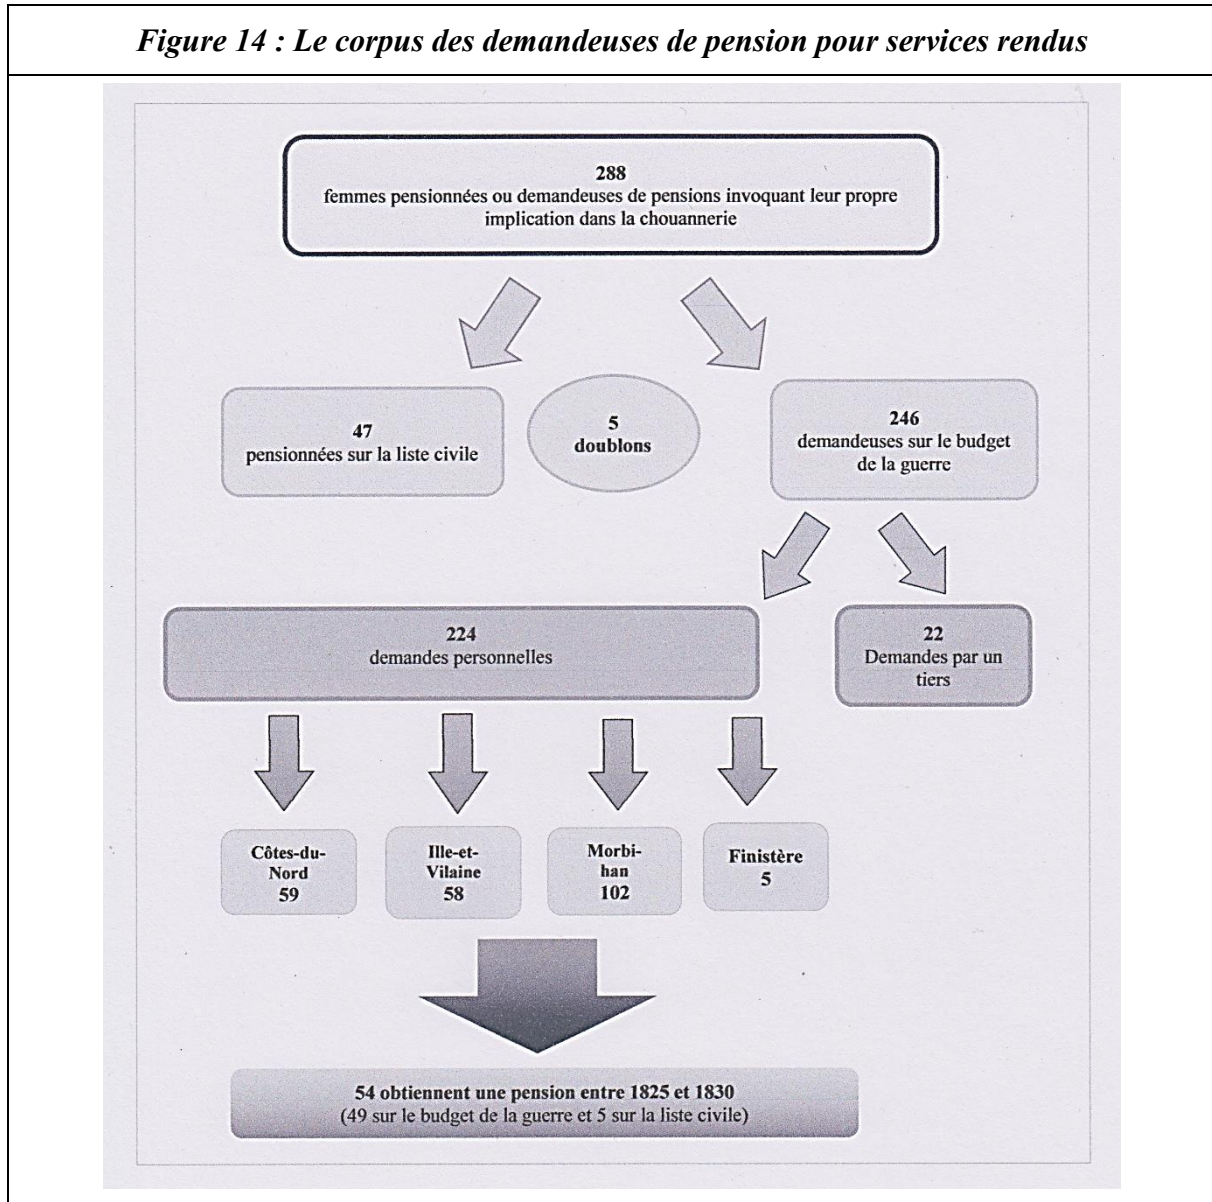 Figure 14 : Le corpus des demandeuses de pension pour services rendus
288
femmes pensionnées ou demandeuses de pensions invoquant leur propre
implication dans la chouannerie
47
pensionnées sur la liste civile
5
doublons
246
demandeuses sur le budget
de la guerre
224
demandes personnelles
22
Demandes par un
tiers
Côtes-du-
Nord
59
Ille-et-
Vilaine
58
Morbi-
han
102
Finistère
5
54 obtiennent une pension entre 1825 et 1830
(49 sur le budget de la guerre et 5 sur la liste civile)